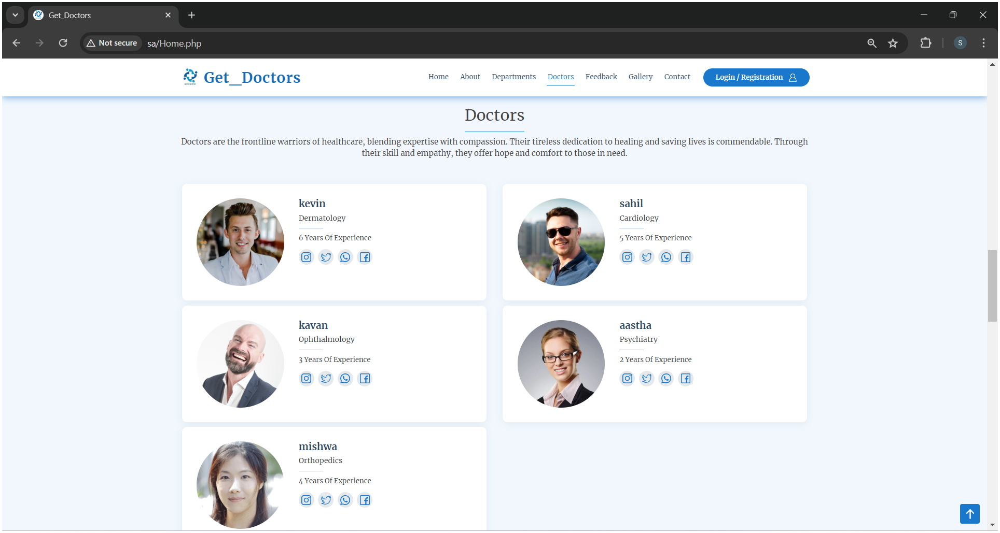 Get_Doctors
Not secure
sa/Home.php
S
Get_Doctors
Home
About
Departments
Doctors
Feedback
Gallery
Contact
Login / Registration
Doctors
Doctors are the frontline warriors of healthcare, blending expertise with compassion. Their tireless dedication to healing and saving lives is commendable. Through
their skill and empathy, they offer hope and comfort to those in need.
kevin
Dermatology
6 Years Of Experience
sahil
Cardiology
5 Years Of Experience
kavan
Ophthalmology
3 Years Of Experience
aastha
Psychiatry
2 Years Of Experience
mishwa
Orthopedics
4 Years Of Experience